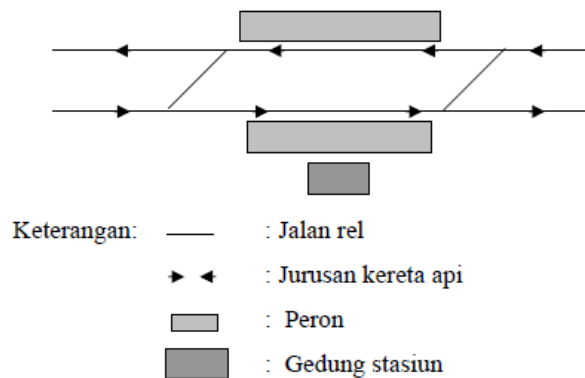 Keterangan: : Jalan rel
: Jurusan kereta api
: Peron
: Gedung stasiun